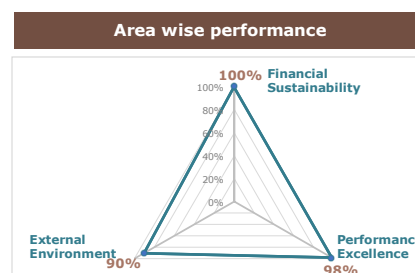 Area wise performance
100% Financial
Sustainability
100%
80%
60%
40%
20%
0%
External
Environment
90%
Performanc
Excellence
98%